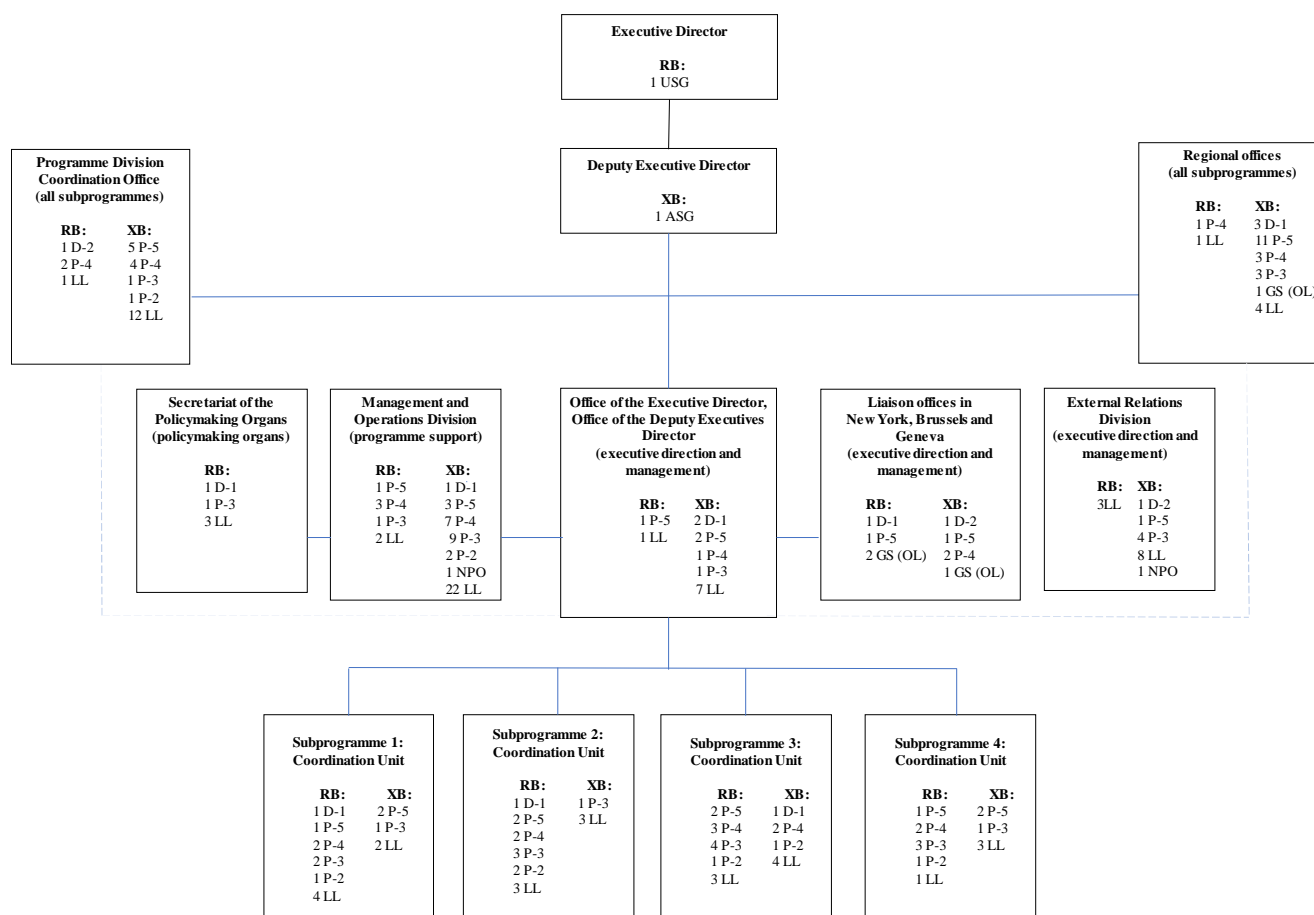 Executive Director
RB:
1 USG
Deputy Executive Director
XB:
1 ASG
Programme Division
Coordination Office
(all subprogrammes)
RB:
1 D-2
2 P-4
1 LL
XB:
5 P-5
4 P-4
1 P-3
1 P-2
12 LL
Regional offices
(all subprogrammes)
RB:
1 P-4
1 LL
XB:
3 D-1
11 P-5
3 P-4
3 P-3
1 GS (OL)
4 LL
Secretariat of the
Policymaking Organs
(policymaking organs)
RB:
1 D-1
1 P-3
3 LL
Management and
Operations Division
(programme support)
RB:
1 P-5
3 P-4
1 P-3
2 LL
XB:
1 D-1
3 P-5
7 P-4
9 P-3
2 P-2
1 NPO
22 LL
Office of the Executive Director,
Office of the Deputy Executives
Director
(executive direction and
management)
RB:
1 P-5
1 LL
XB:
2 D-1
2 P-5
1 P-4
1 P-3
7 LL
Liaison offices in
New York, Brussels and
Geneva
(executive direction and
management)
RB:
1 D-1
1 P-5
2 GS (OL)
XB:
1 D-2
1 P-5
2 P-4
1 GS (OL)
External Relations
Division
(executive direction and
management)
RB:
3LL
XB:
1 D-2
1 P-5
4 P-3
8 LL
1 NPO
Subprogramme 1:
Coordination Unit
RB:
1 D-1
1 P-5
2 P-4
2 P-3
1 P-2
4 LL
XB:
2 P-5
1 P-3
2 LL
Subprogramme 2:
Coordination Unit
RB:
1 D-1
2 P-5
2 P-4
3 P-3
2 P-2
3 LL
XB:
1 P-3
3 LL
Subprogramme 3:
Coordination Unit
RB:
2 P-5
3 P-4
4 P-3
1 P-2
3 LL
XB:
1 D-1
2 P-4
1 P-2
4 LL
Subprogramme 4:
Coordination Unit
RB:
1 P-5
2 P-4
3 P-3
1 P-2
1 LL
XB:
2 P-5
1 P-3
3 LL